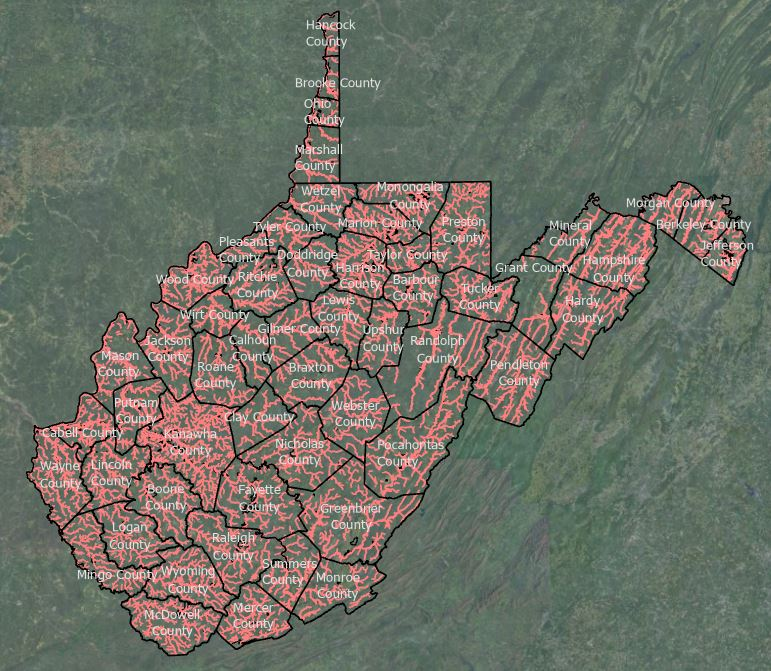 Hancock
County
Brooke County
Ohio
County
Marshall
County
Wetzel
County
Monongalia
County
Tyler County
Marion County
Preston
County
Pleasants
County
Doddridge
County
Taylor County
Harrison
County
Wood County
Ritchie
County
Barbour
County
Tucker
County
Grant County
Mineral
County
Hampshire
County
Morgan County
Berkeley County
Jefferson
County
Hardy
County
Wirt County
Lewis
County
Gilmer County
Upshur
County
Randolph
County
Calhoun
County
Jackson
County
Mason
County
Roane
County
Braxton
County
Pendleton
County
Putnam
County
Clay County
Webster
County
Cabell County
Kanawha
County
Nicholas
County
Pocahontas
County
Wayne
County
Lincoln
County
Boone
County
Fayette
County
Greenbrier
County
Logan
County
Raleigh
County
Mingo County
Wyoming
County
Summers
County
Monroe
County
McDowell
County
Mercer
County